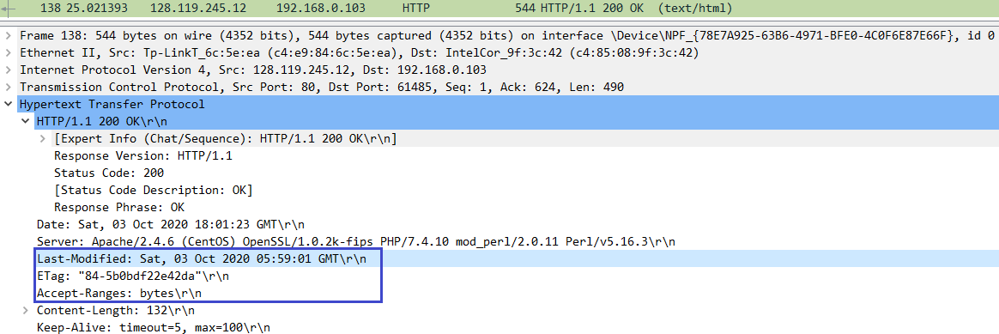 138 25.021393 128.119.245.12 192.168.0.103 HTTP 544 HTTP/1.1 200 OK (text/html)
Frame 138: 544 bytes on wire (4352 bits), 544 bytes captured (4352 bits) on interface \Device\NPF_{78E7A925-63B6-4971-BFE0-4C0F6E87E66F}, id 0
Ethernet II, Src: Tp-LinkT_6c:5e:ea (c4:e9:84:6c:5e:ea), Dst: IntelCor_9f:3c:42 (c4:85:08:9f:3c:42)
Internet Protocol Version 4, Src: 128.119.245.12, Dst: 192.168.0.103
Transmission Control Protocol, Src Port: 80, Dst Port: 61485, Seq: 1, Ack: 624, Len: 490
Hypertext Transfer Protocol
HTTP/1.1 200 OK\r\n
[Expert Info (Chat/Sequence): HTTP/1.1 200 OK\r\n]
Response Version: HTTP/1.1
Status Code: 200
[Status Code Description: OK]
Response Phrase: OK
Date: Sat, 03 Oct 2020 18:01:23 GMT\r\n
Server: Apache/2.4.6 (CentOS) OpenSSL/1.0.2k-fips PHP/7.4.10 mod_perl/2.0.11 Perl/v5.16.3\r\n
Last-Modified: Sat, 03 Oct 2020 05:59:01 GMT\r\n
ETag: "84-5b0bdf22e42da"\r\n
Accept-Ranges: bytes\r\n
Content-Length: 132\r\n
Keep-Alive: timeout=5, max=100\r\n